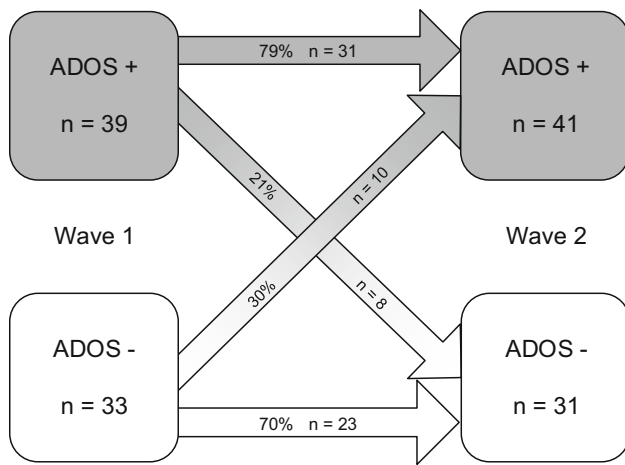 ADOS +
n = 39
79% n = 31
ADOS +
n = 41
21%
n = 10
Wave 1
Wave 2
30%
n = 8
ADOS -
n = 33
70% n = 23
ADOS -
n = 31